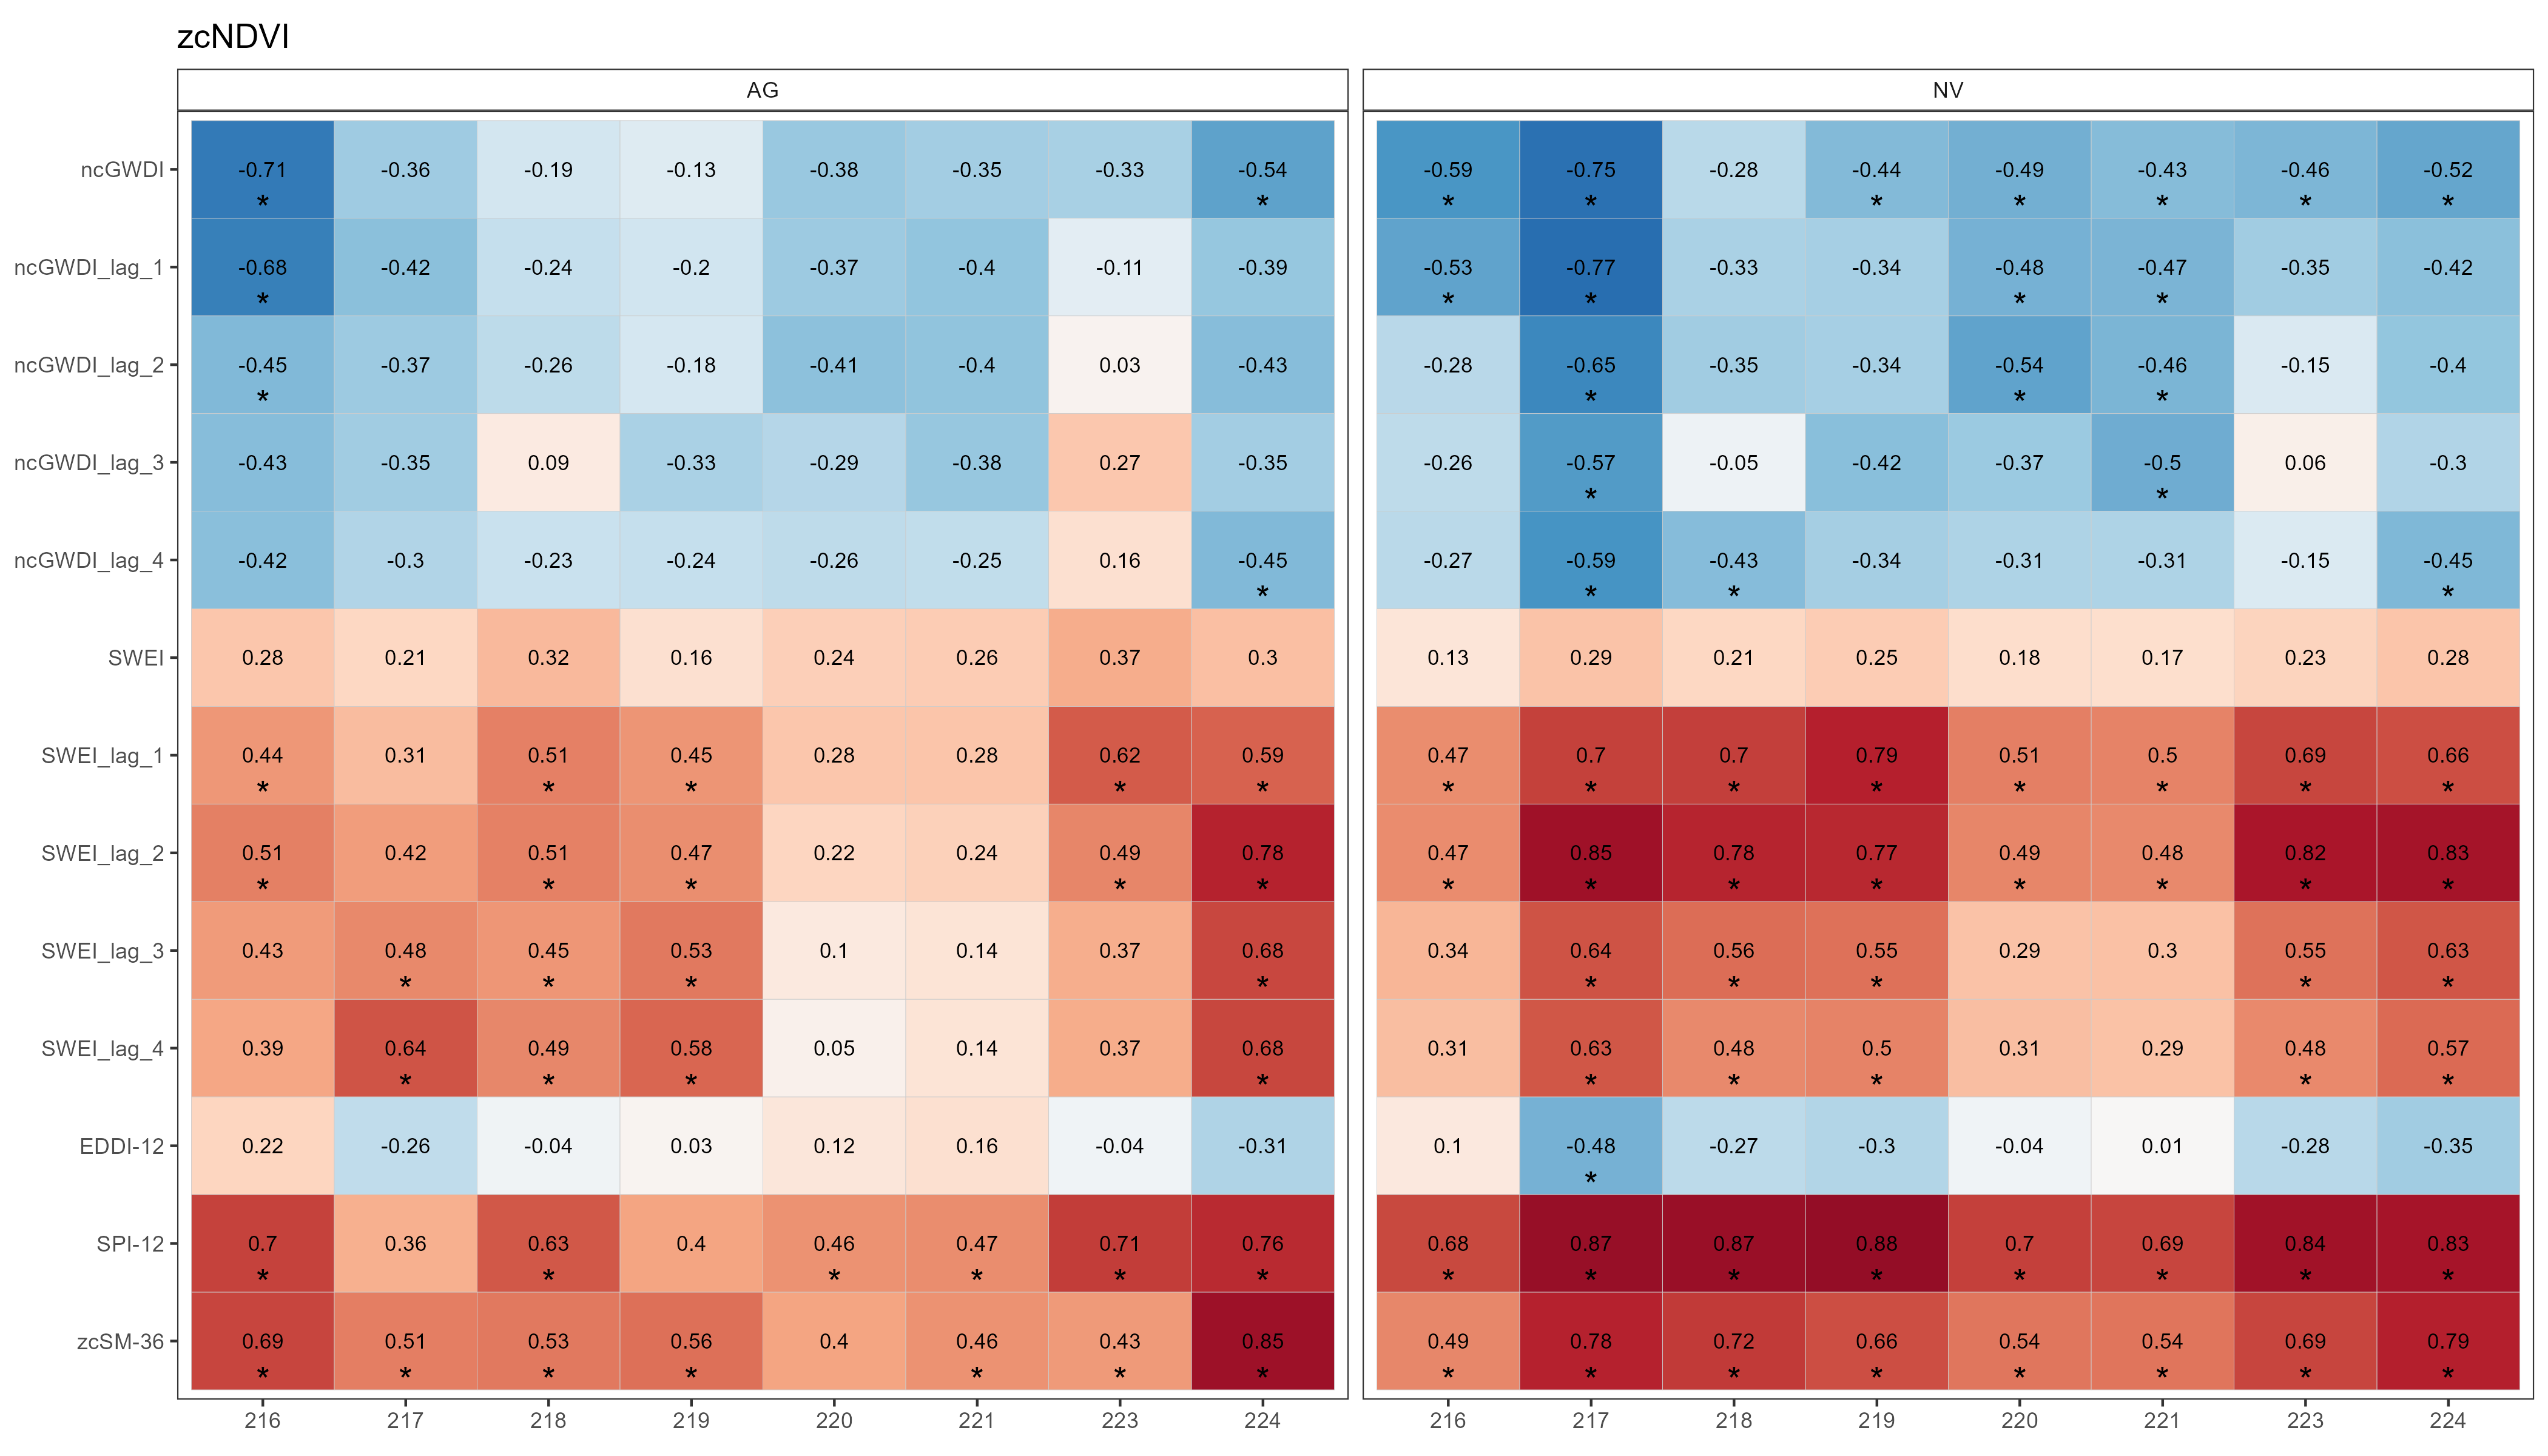 zcNDVI
AG NV
ncGWDI -0.71 -0.36 -0.19 -0.13 -0.38 -0.35 -0.33 -0.54 -0.59 -0.75 -0.28 -0.44 -0.49 -0.43 -0.46 -0.52
* * * * * * * * *
ncGWDI_lag_1 -0.68 -0.42 -0.24 -0.2 -0.37 -0.4 -0.11 -0.39 -0.53 -0.77 -0.33 -0.34 -0.48 -0.47 -0.35 -0.42
* * * * *
ncGWDI_lag_2 -0.45 -0.37 -0.26 -0.18 -0.41 -0.4 0.03 -0.43 -0.28 -0.65 -0.35 -0.34 -0.54 -0.46 -0.15 -0.4
* * * *
ncGWDI_lag_3 -0.43 -0.35 0.09 -0.33 -0.29 -0.38 0.27 -0.35 -0.26 -0.57 -0.05 -0.42 -0.37 -0.5 0.06 -0.3
* *
ncGWDI_lag_4 -0.42 -0.3 -0.23 -0.24 -0.26 -0.25 0.16 -0.45 -0.27 -0.59 -0.43 -0.34 -0.31 -0.31 -0.15 -0.45
* * * *
SWEI 0.28 0.21 0.32 0.16 0.24 0.26 0.37 0.3 0.13 0.29 0.21 0.25 0.18 0.17 0.23 0.28
SWEI_lag_1 0.44 0.31 0.51 0.45 0.28 0.28 0.62 0.59 0.47 0.7 0.7 0.79 0.51 0.5 0.69 0.66
* * * * * * * * * * * * *
SWEI_lag_2 0.51 0.42 0.51 0.47 0.22 0.24 0.49 0.78 0.47 0.85 0.78 0.77 0.49 0.48 0.82 0.83
* * * * * * * * * * * * *
SWEI_lag_3 0.43 0.48 0.45 0.53 0.1 0.14 0.37 0.68 0.34 0.64 0.56 0.55 0.29 0.3 0.55 0.63
* * * * * * * * *
SWEI_lag_4 0.39 0.64 0.49 0.58 0.05 0.14 0.37 0.68 0.31 0.63 0.48 0.5 0.31 0.29 0.48 0.57
* * * * * * * * *
EDDI-12 0.22 -0.26 -0.04 0.03 0.12 0.16 -0.04 -0.31 0.1 -0.48 -0.27 -0.3 -0.04 0.01 -0.28 -0.35
*
SPI-12 0.7 0.36 0.63 0.4 0.46 0.47 0.71 0.76 0.68 0.87 0.87 0.88 0.7 0.69 0.84 0.83
* * * * * * * * * * * * * *
zcSM-36 0.69 0.51 0.53 0.56 0.4 0.46 0.43 0.85 0.49 0.78 0.72 0.66 0.54 0.54 0.69 0.79
* * * * * * * * * * * * * * *
216 217 218 219 220 221 223 224 216 217 218 219 220 221 223 224